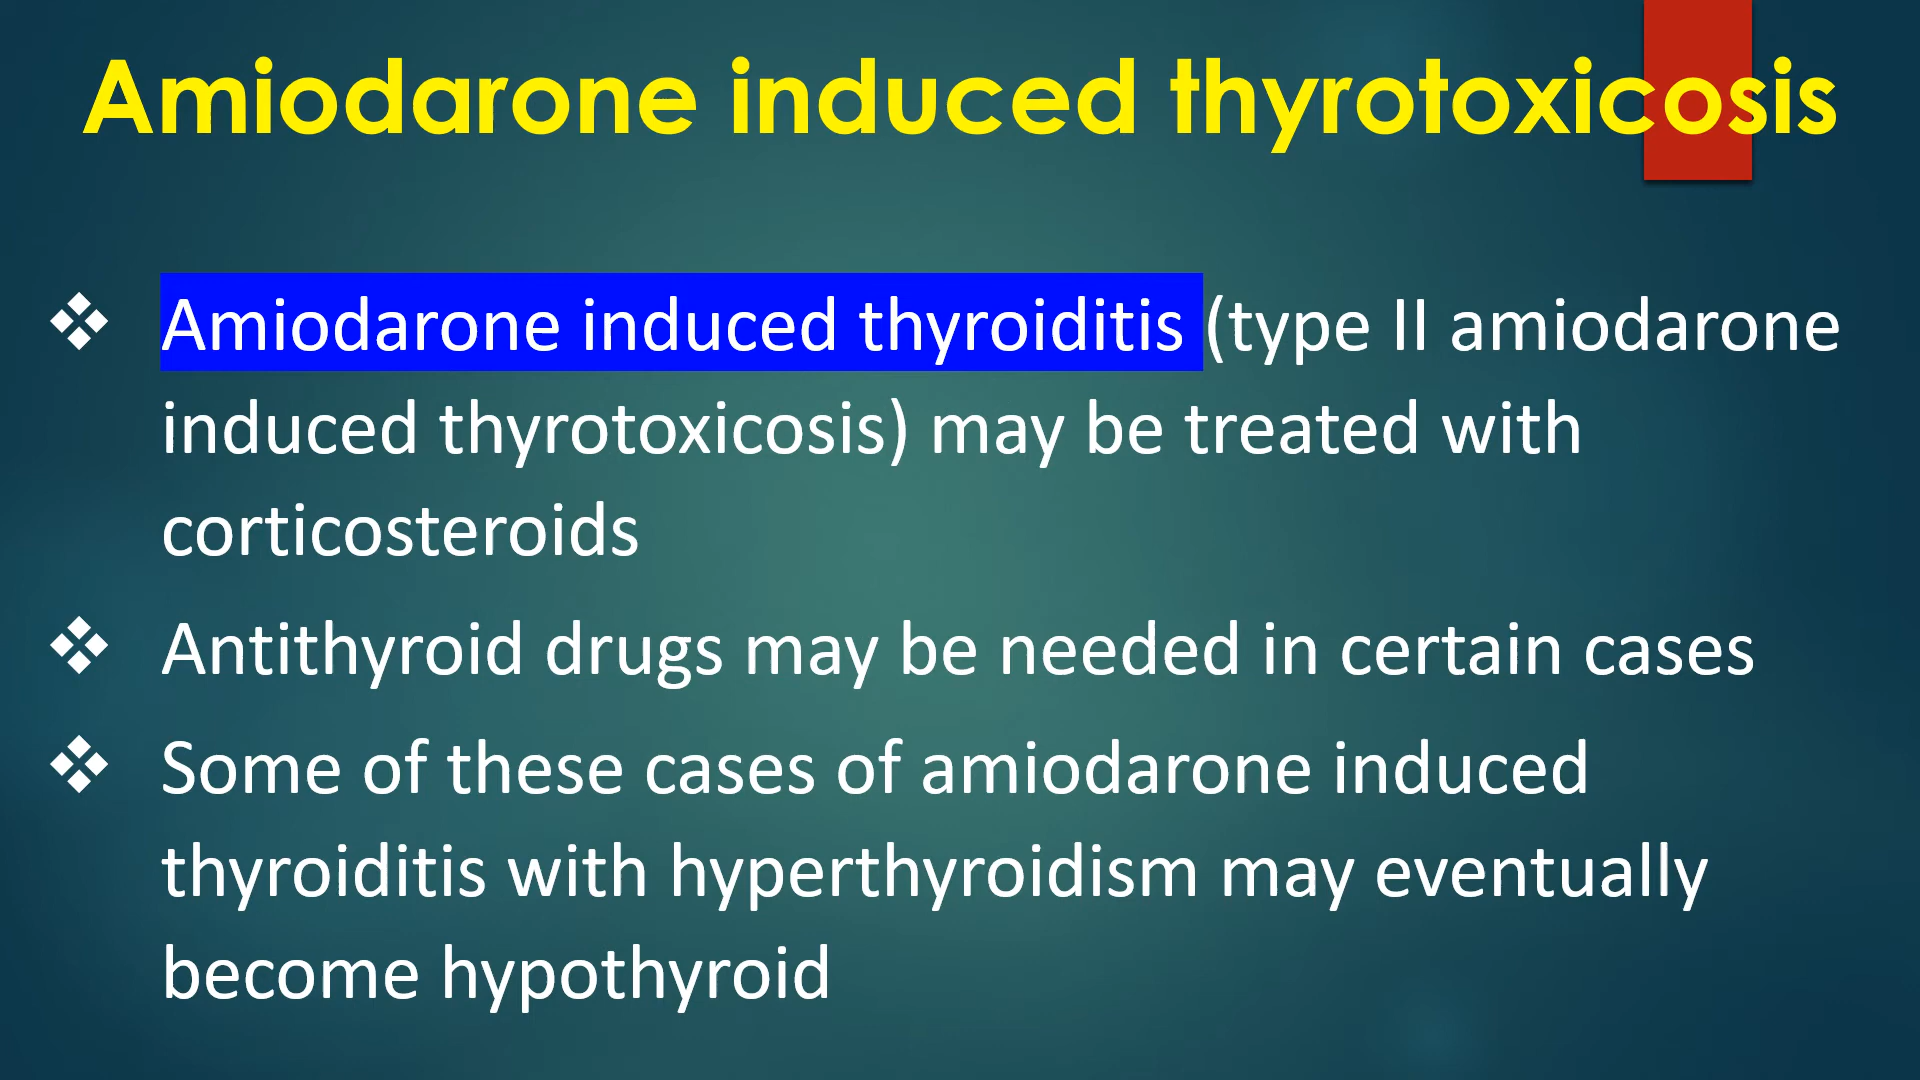 Amiodarone induced thyrotoxicosis
❖ Amiodarone induced thyroiditis (type II amiodarone
induced thyrotoxicosis) may be treated with
corticosteroids
❖ Antithyroid drugs may be needed in certain cases
❖ Some of these cases of amiodarone induced
thyroiditis with hyperthyroidism may eventually
become hypothyroid